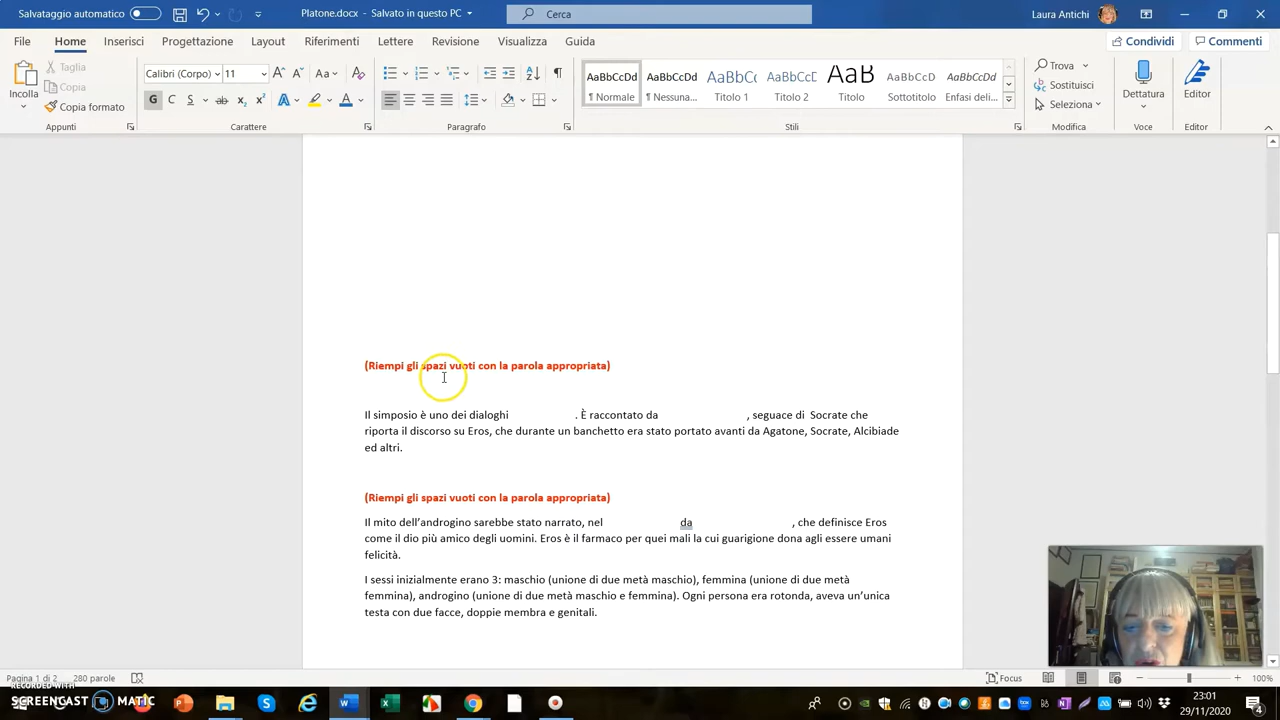 Salvataggio automatico
Platone.docx - Salvato in questo PC
Cerca
Laura Antichi
File Home Inserisci Progettazione Layout Riferimenti Lettere Revisione Visualizza Guida
Condividi Commenti
Incolla
Taglia
Copia
Copia formato
Calibri (Corpo) 11
Aa
G C S ab x₂ x² A A
AaBbCcDd AaBbCcDd AaBbCc AaBbCcD AaB AaBbCcD AaBbCcDd
¶ Normale ¶ Nessuna... Titolo 1 Titolo 2 Titolo Sottotitolo Enfasi deli...
Trova
Sostituisci
Seleziona
Dettatura
Editor
Appunti Carattere Paragrafo Stili Modifica Voce Editor
(Riempi gli spazi vuoti con la parola appropriata)
Il simposio è uno dei dialoghi . È raccontato da , seguace di Socrate che
riporta il discorso su Eros, che durante un banchetto era stato portato avanti da Agatone, Socrate, Alcibiade
ed altri.
(Riempi gli spazi vuoti con la parola appropriata)
Il mito dell'androgino sarebbe stato narrato, nel da , che definisce Eros
come il dio più amico degli uomini. Eros è il farmaco per quei mali la cui guarigione dona agli essere umani
felicità.
I sessi inizialmente erano 3: maschio (unione di due metà maschio), femmina (unione di due metà
femmina), androgino (unione di due metà maschio e femmina). Ogni persona era rotonda, aveva un'unica
testa con due facce, doppie membra e genitali.
Pagina 1 di 2 280 parole
Focus
100%
RECORDED WITH
SCREENCAST MATIC
23:01
29/11/2020